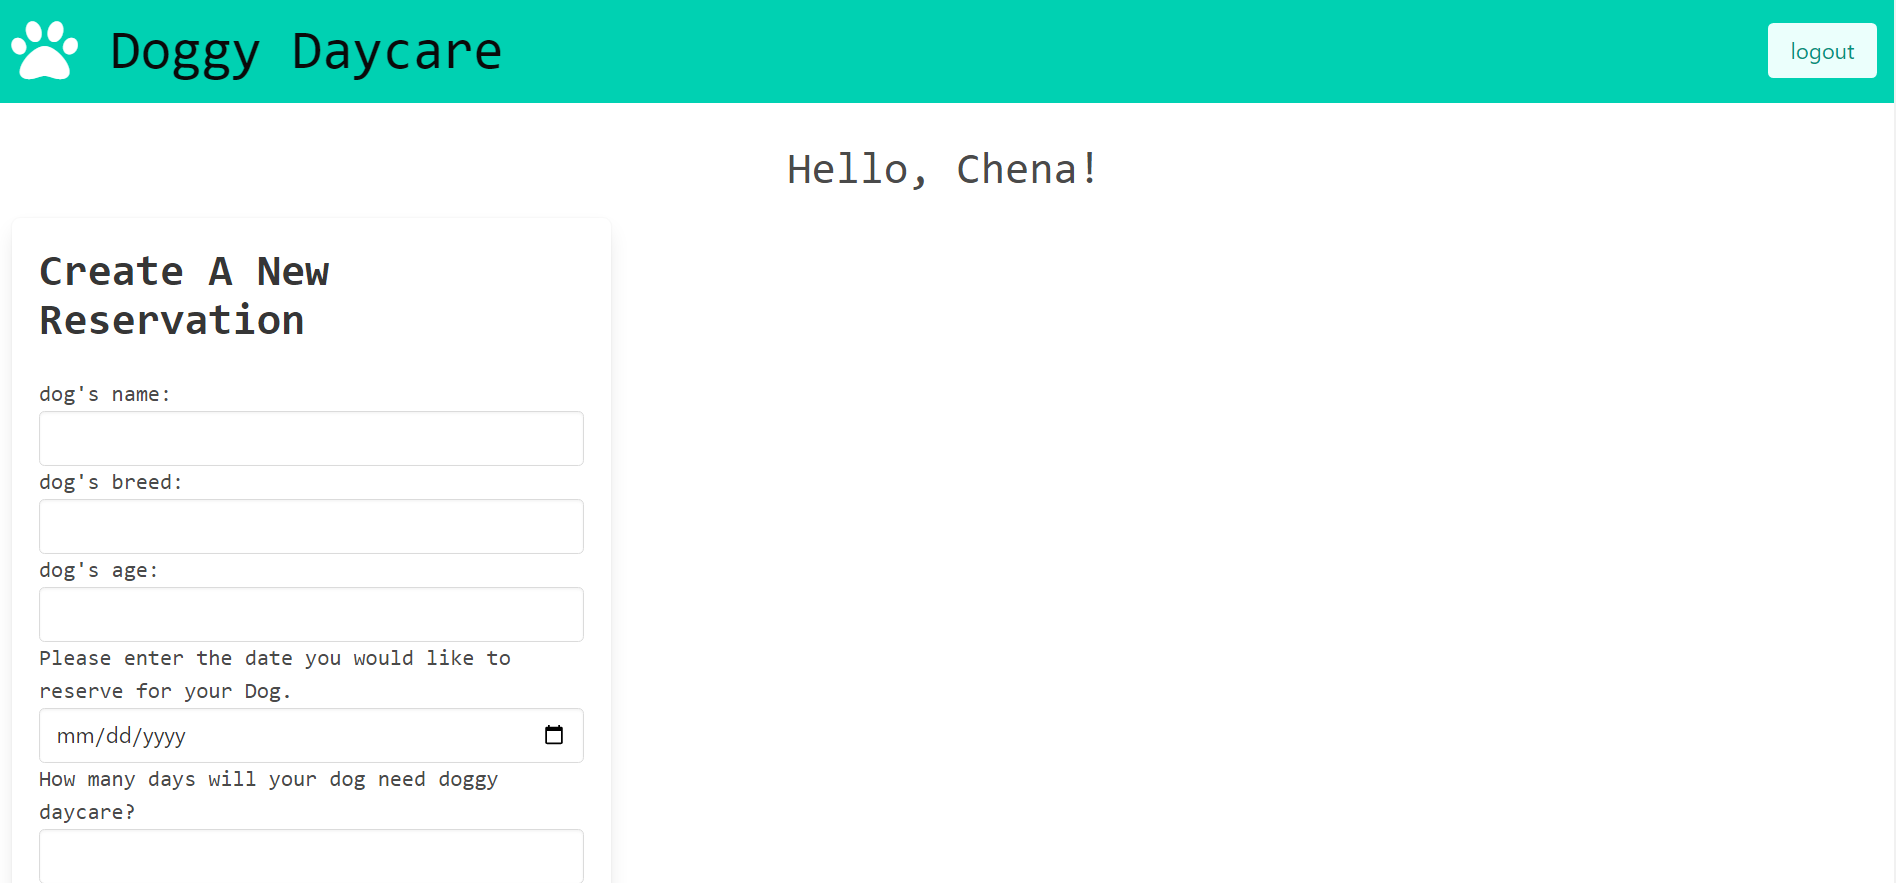 Doggy Daycare
logout
Hello, Chena!
Create A New
Reservation
dog's name:
dog's breed:
dog's age:
Please enter the date you would like to
reserve for your Dog.
mm/dd/yyyy
How many days will your dog need doggy
daycare?